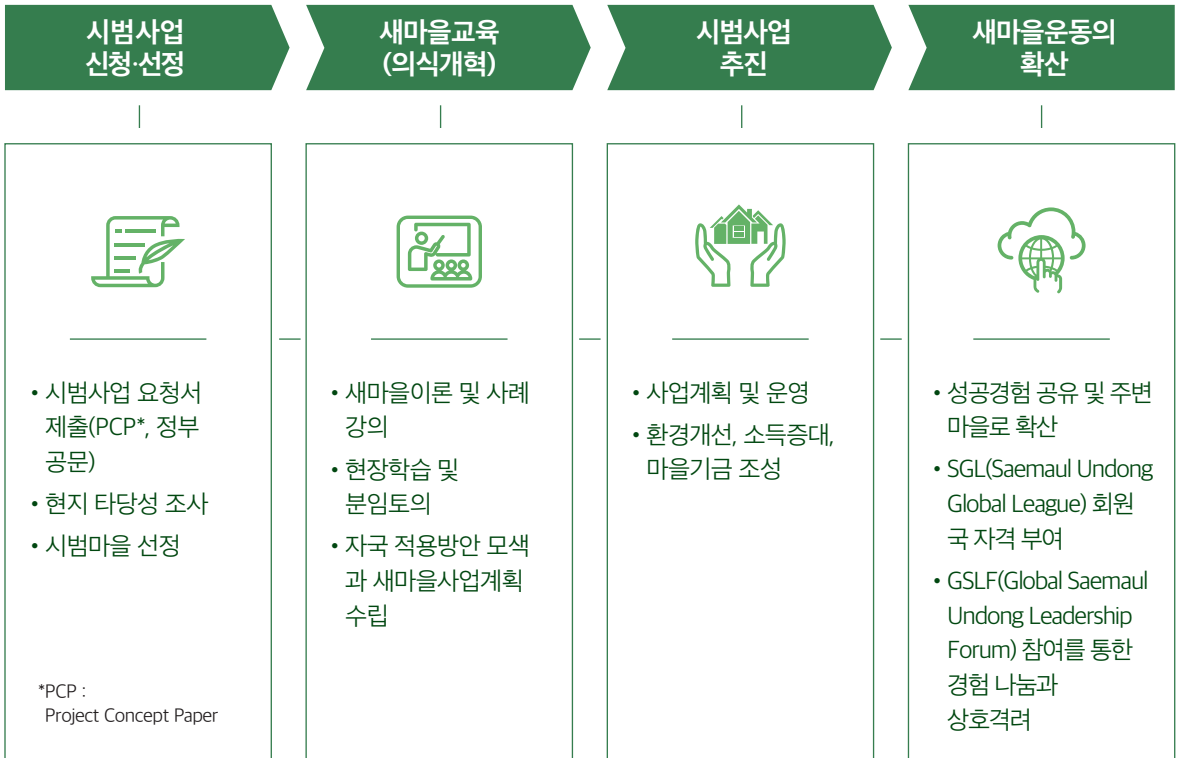 시범사업
신청·선정
새마을교육
(의식개혁)
시범사업
추진
새마을운동의
확산
• 시범사업 요청서
제출(PCP*, 정부
공문)
• 현지 타당성 조사
• 시범마을 선정
*PCP :
Project Concept Paper
• 새마을이론 및 사례
강의
• 현장학습 및
분임토의
• 자국 적용방안 모색
과 새마을사업계획
수립
• 사업계획 및 운영
• 환경개선, 소득증대,
마을기금 조성
• 성공경험 공유 및 주변
마을로 확산
• SGL(Saemaul Undong
Global League) 회원
국 자격 부여
• GSLF(Global Saemaul
Undong Leadership
Forum) 참여를 통한
경험 나눔과
상호격려